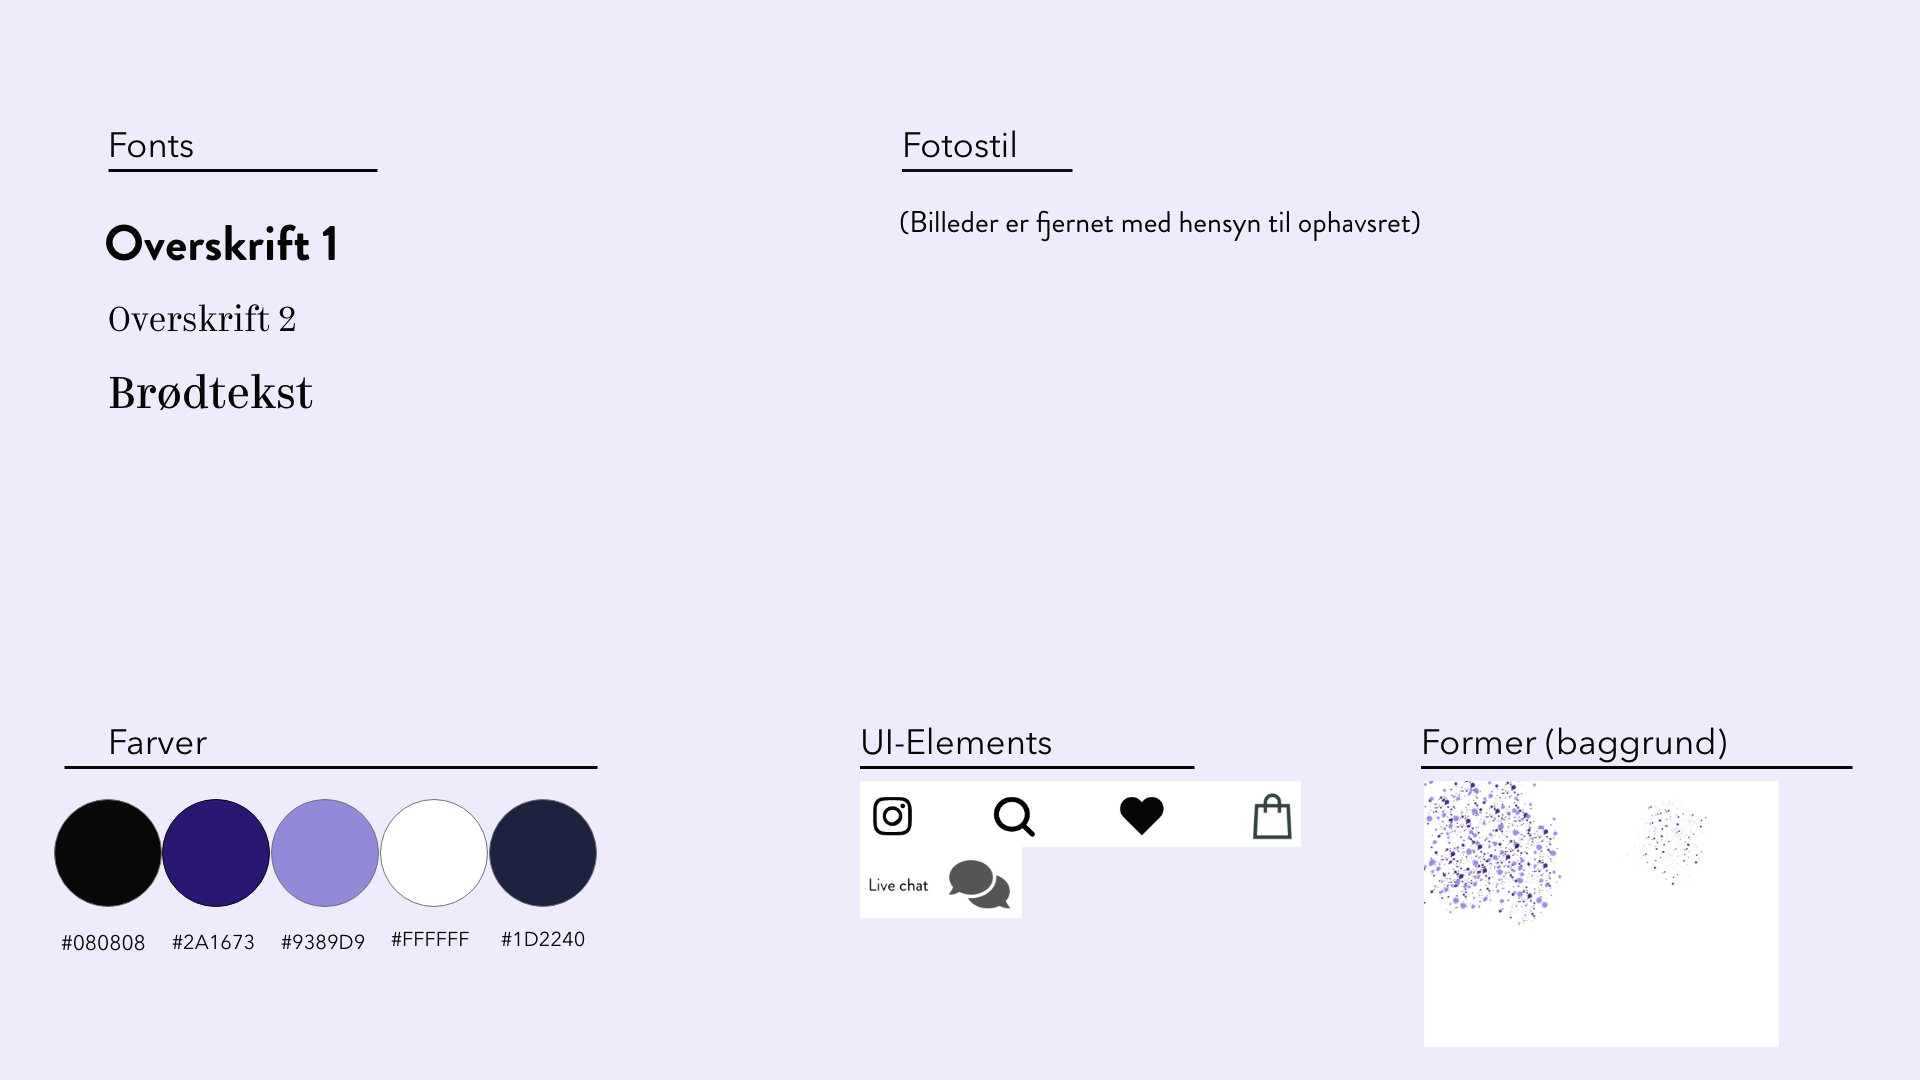 Fonts
Overskrift 1
Overskrift 2
Brødtekst
Fotostil
(Billeder er fjernet med hensyn til ophavsret)
Farver
#080808 #2A1673 #9389D9 #FFFFFF #1D2240
UI-Elements
Live chat
Former (baggrund)